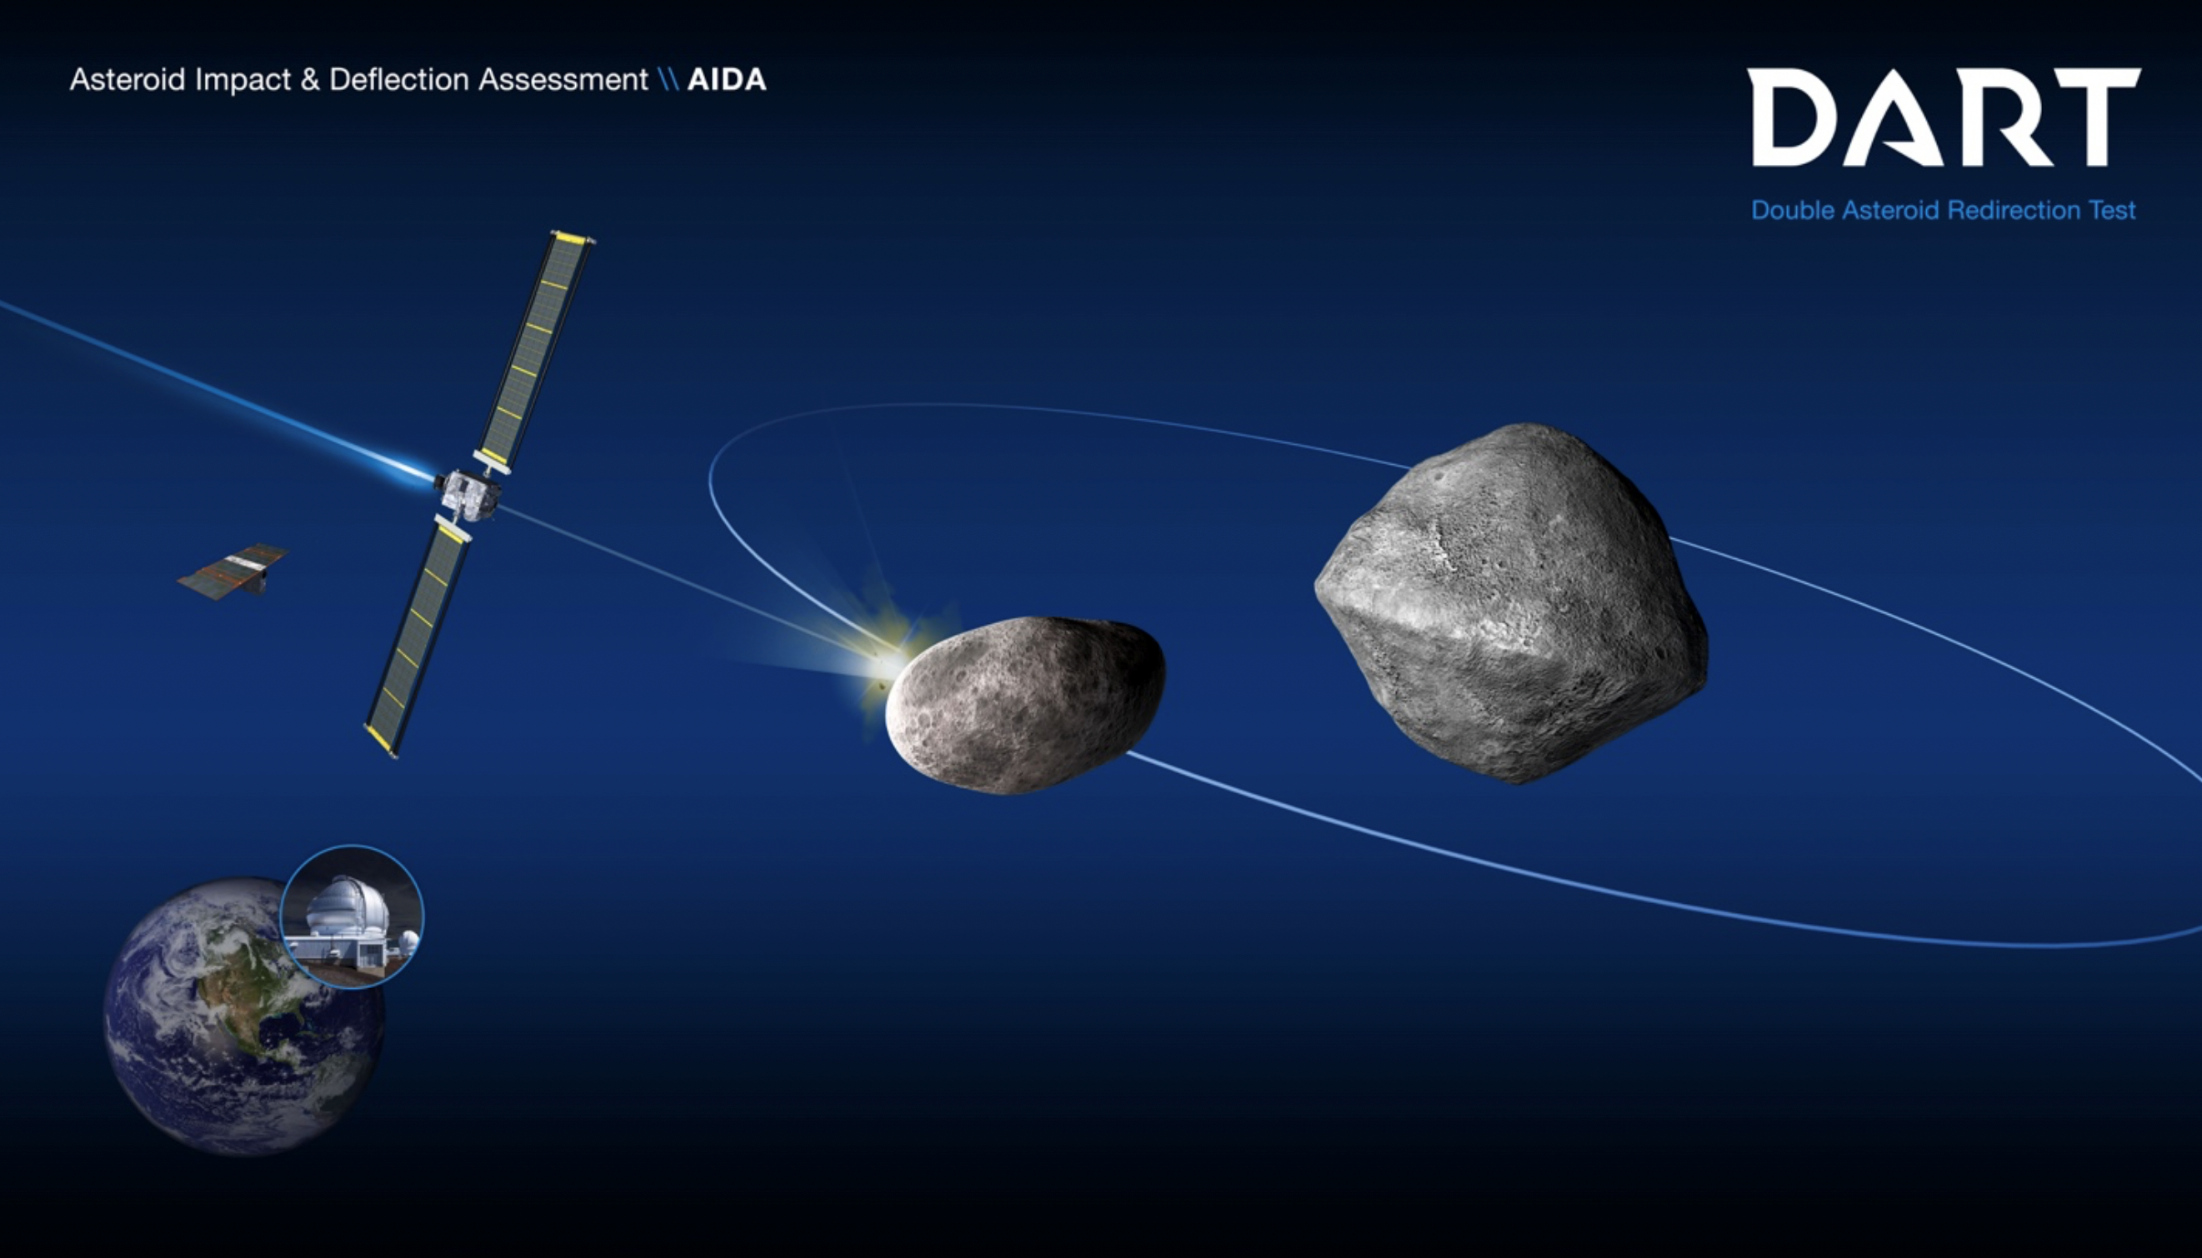 Asteroid Impact & Deflection Assessment \\ AIDA
DART
Double Asteroid Redirection Test